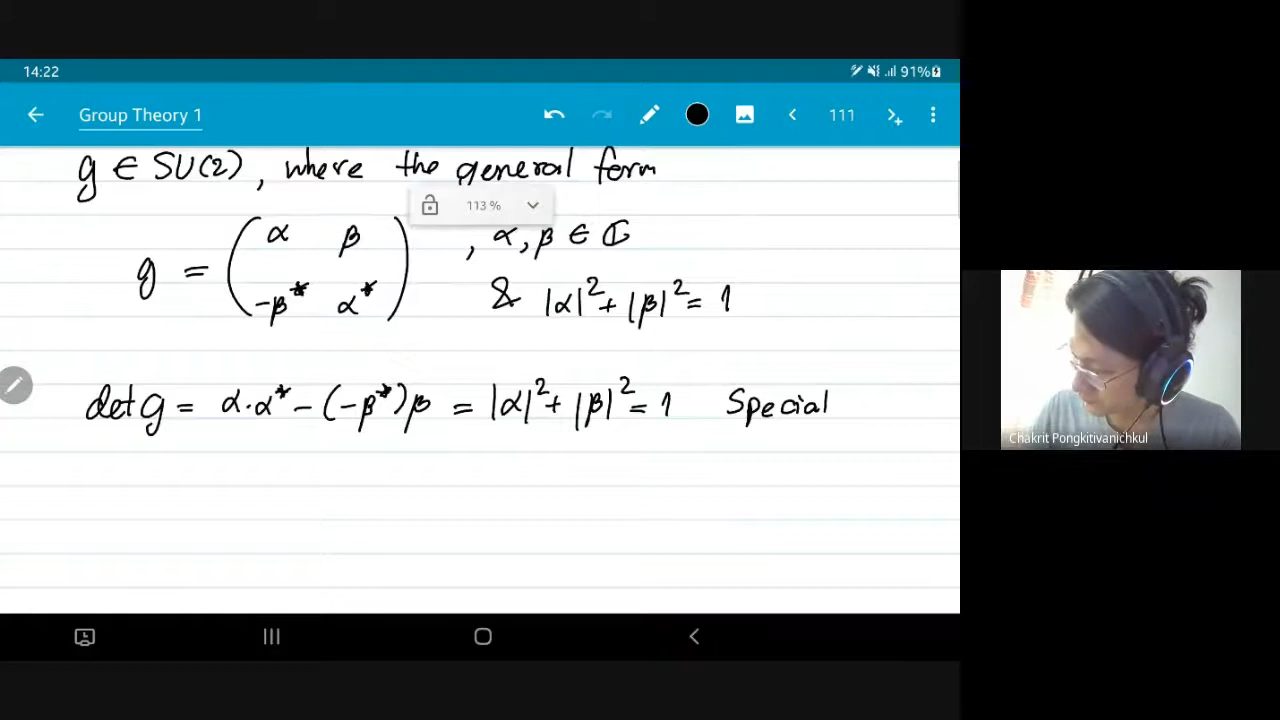 14:22 91%
Group Theory 1 111
g ∈ SU(2), where the general form
113 %
g = ( α β , α, β ∈ ℂ
-β* α* ) & |α|² + |β|² = 1
det g = α·α* - (-β*)β = |α|² + |β|² = 1 Special
Chakrit Pongkitivanichkul